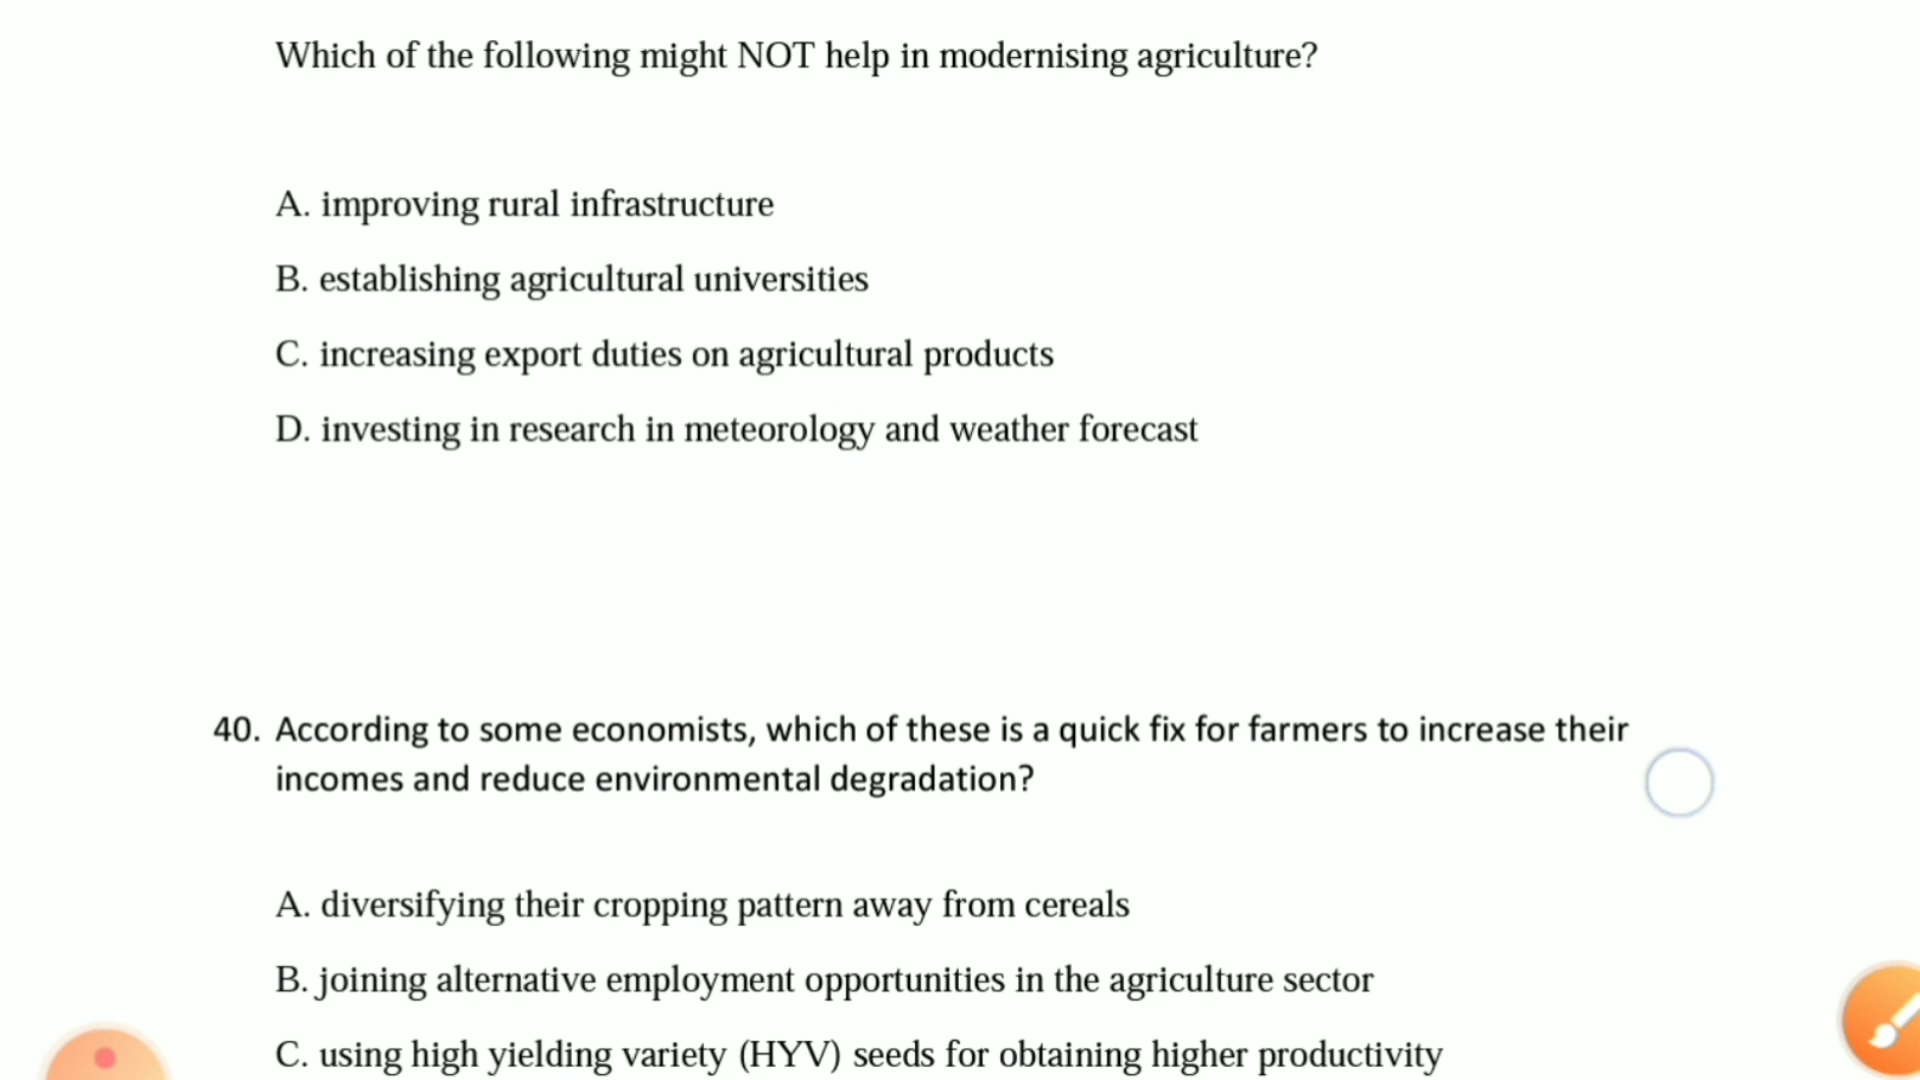 Which of the following might NOT help in modernising agriculture?
A. improving rural infrastructure
B. establishing agricultural universities
C. increasing export duties on agricultural products
D. investing in research in meteorology and weather forecast
40. According to some economists, which of these is a quick fix for farmers to increase their
incomes and reduce environmental degradation?
A. diversifying their cropping pattern away from cereals
B. joining alternative employment opportunities in the agriculture sector
C. using high yielding variety (HYV) seeds for obtaining higher productivity